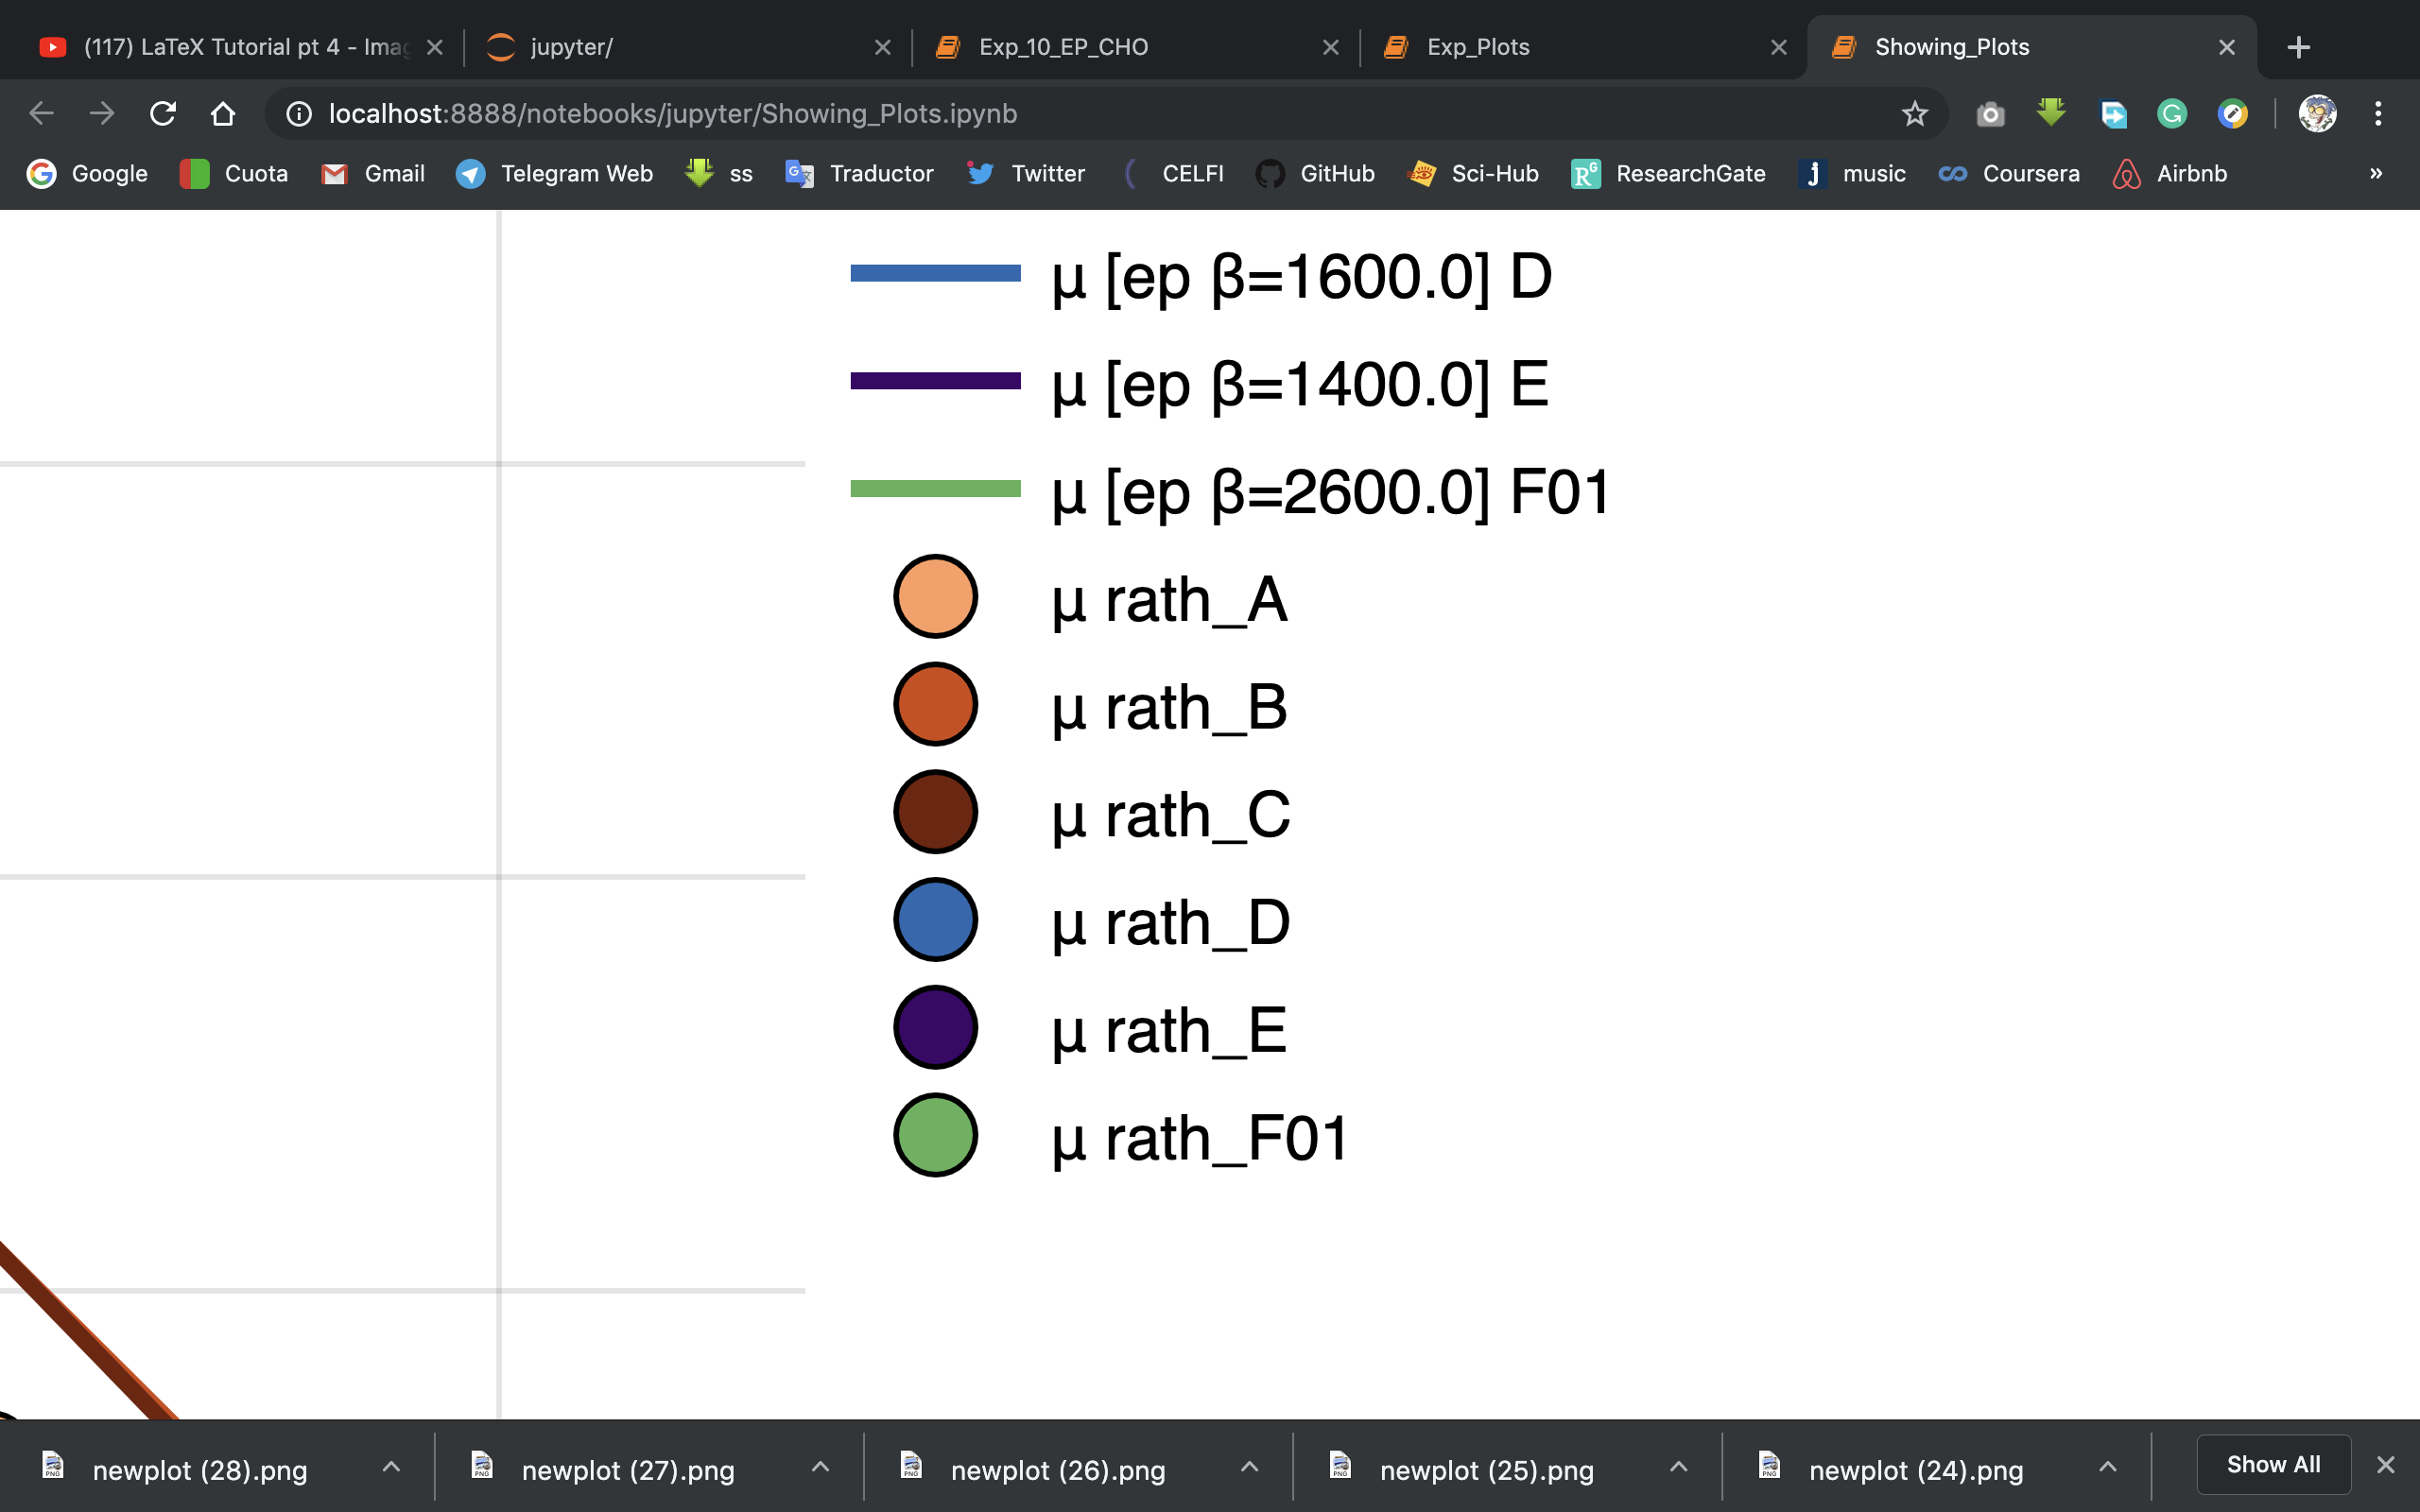 (117) LaTeX Tutorial pt 4 - Imag
jupyter/
Exp_10_EP_CHO
Exp_Plots
Showing_Plots
localhost:8888/notebooks/jupyter/Showing_Plots.ipynb
Google Cuota Gmail Telegram Web ss Traductor Twitter CELFI GitHub Sci-Hub ResearchGate music Coursera Airbnb »
μ [ep β=1600.0] D
μ [ep β=1400.0] E
μ [ep β=2600.0] F01
μ rath_A
μ rath_B
μ rath_C
μ rath_D
μ rath_E
μ rath_F01
newplot (28).png newplot (27).png newplot (26).png newplot (25).png newplot (24).png Show All